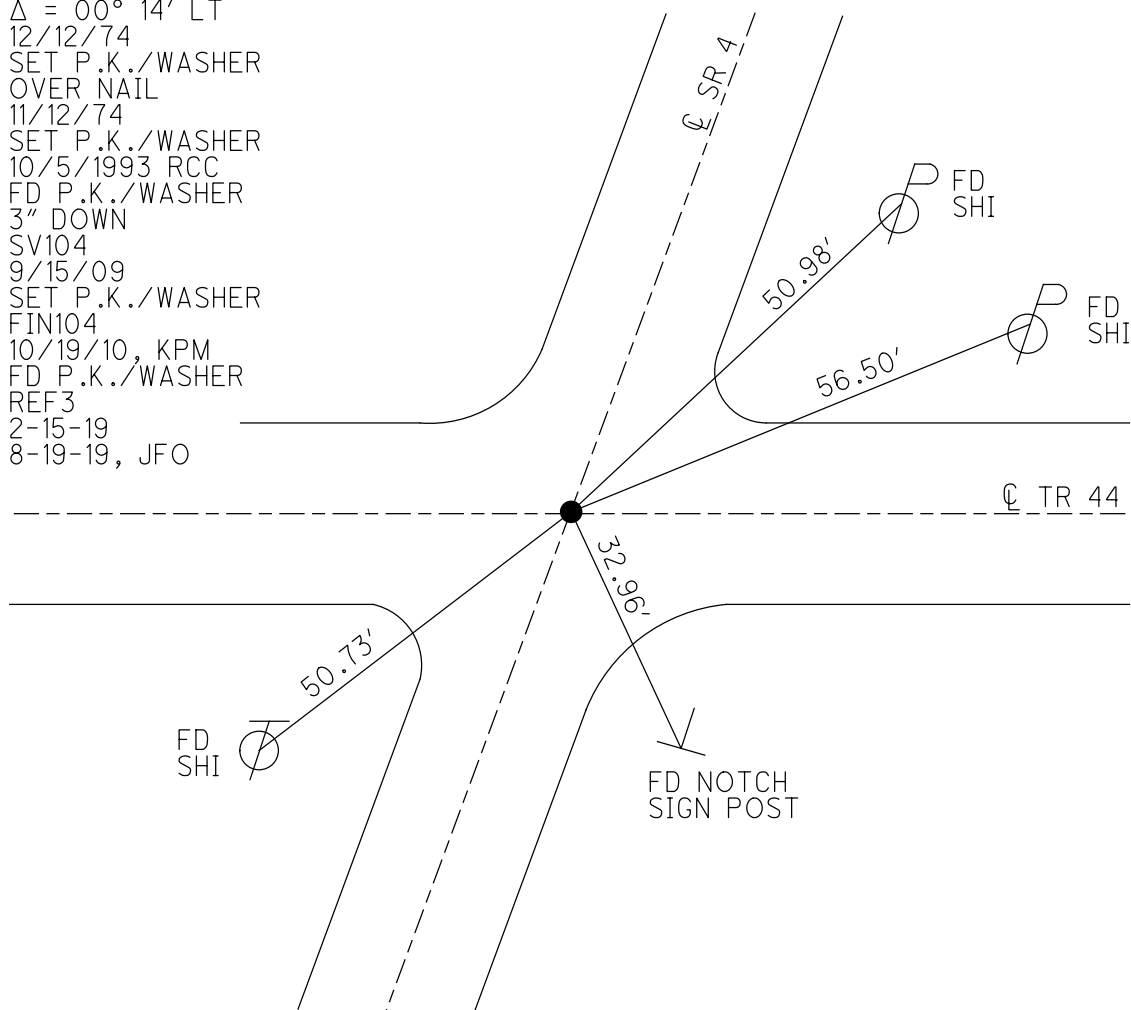 Δ = 00° 14' LT
12/12/74
SET P.K./WASHER
OVER NAIL
11/12/74
SET P.K./WASHER
10/5/1993 RCC
FD P.K./WASHER
3" DOWN
SV104
9/15/09
SET P.K./WASHER
FIN104
10/19/10, KPM
FD P.K./WASHER
REF3
2-15-19
8-19-19, JFO
℄ SR 4
FD
SHI
50.98'
FD
SHI
56.50'
℄ TR 44
32.96'
50.73'
FD
SHI
FD NOTCH
SIGN POST